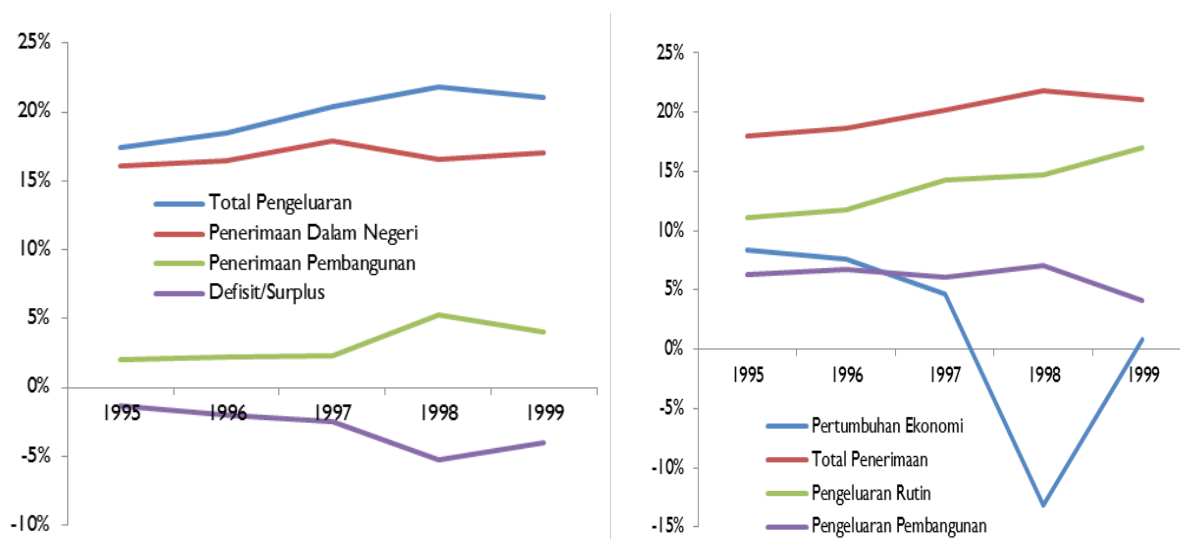 25%
20%
15%
10%
5%
0%
-5%
-10%
Total Pengeluaran
Penerimaan Dalam Negeri
Penerimaan Pembangunan
Defisit/Surplus
1995 1996 1997 1998 1999
25%
20%
15%
10%
5%
0%
-5%
-10%
-15%
1995 1996 1997 1998 1999
Pertumbuhan Ekonomi
Total Penerimaan
Pengeluaran Rutin
Pengeluaran Pembangunan